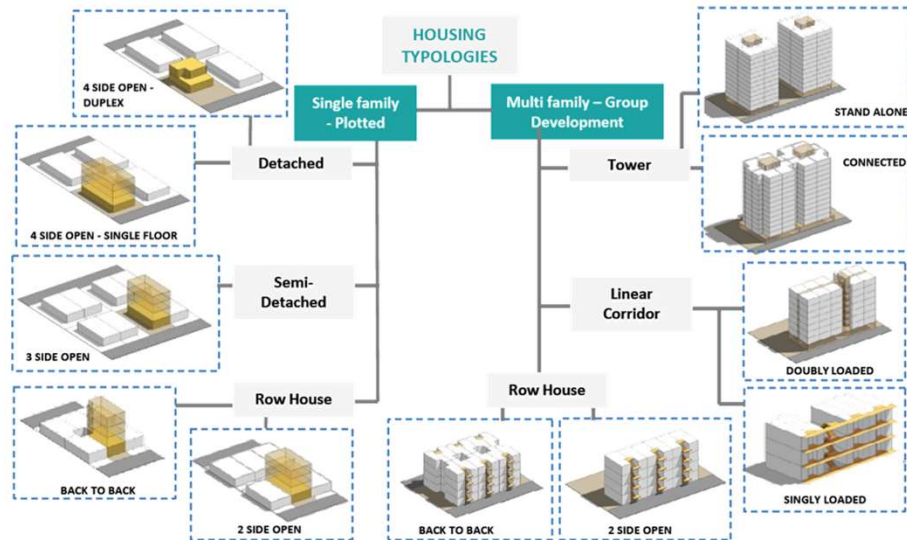 HOUSING
TYPOLOGIES
4 SIDE OPEN -
DUPLEX
Single family
- Plotted
Multi family – Group
Development
STAND ALONE
Detached
Tower
CONNECTED
4 SIDE OPEN - SINGLE FLOOR
Semi-
Detached
Linear
Corridor
3 SIDE OPEN
DOUBLY LOADED
Row House
Row House
BACK TO BACK
2 SIDE OPEN
BACK TO BACK
2 SIDE OPEN
SINGLY LOADED